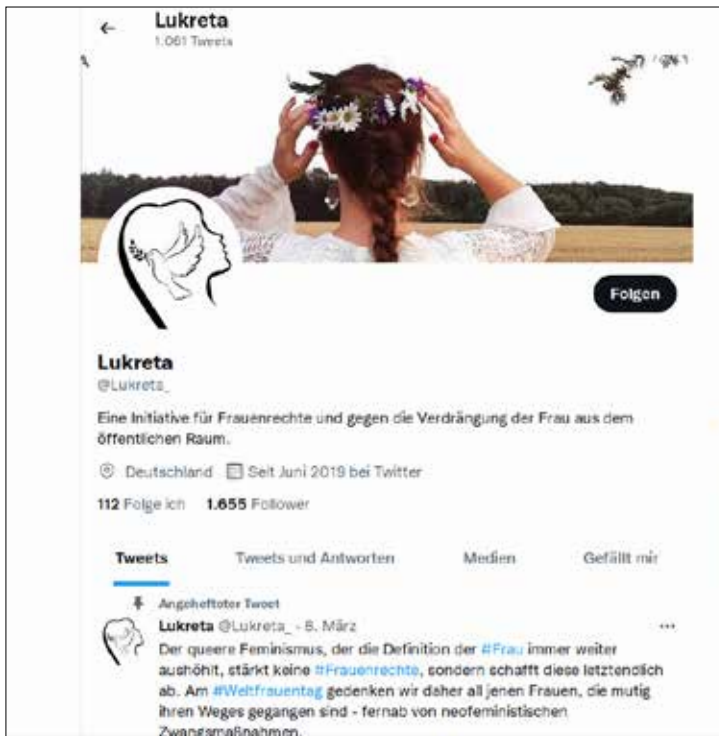 Lukreta
1.061 Tweets
Folgen
Lukreta
@Lukreta_
Eine Initiative für Frauenrechte und gegen die Verdrängung der Frau aus dem
öffentlichen Raum.
Deutschland Seit Juni 2019 bei Twitter
112 Folge ich 1.655 Follower
Tweets Tweets und Antworten Medien Gefällt mir
Angehefteter Tweet
Lukreta @Lukreta_ · 8. März
Der queere Feminismus, der die Definition der #Frau immer weiter
aushöhlt, stärkt keine #Frauenrechte, sondern schafft diese letztendlich
ab. Am #Weltfrauentag gedenken wir daher all jenen Frauen, die mutig
ihren Weges gegangen sind - fernab von neofeministischen
Zwangsmaßnahmen.